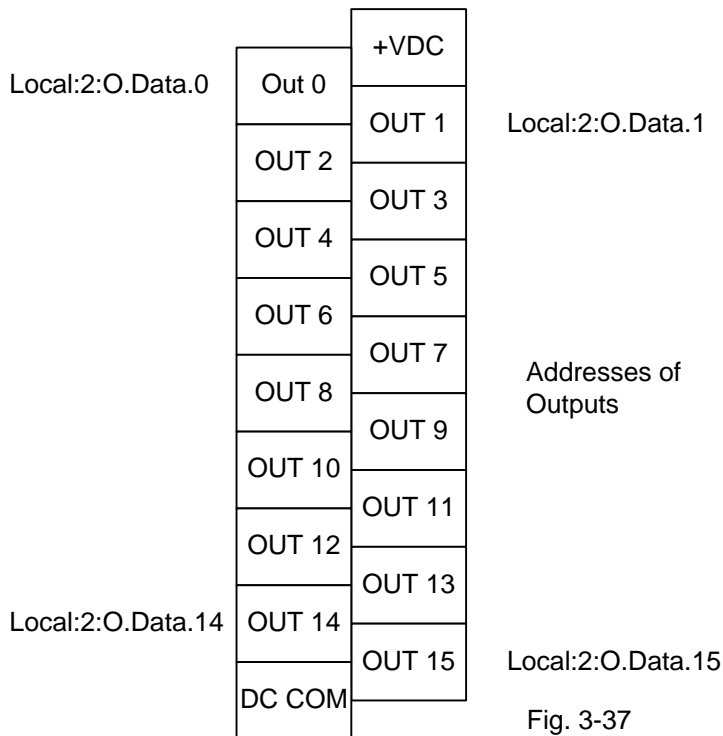 +VDC
Local:2:O.Data.0
Out 0
OUT 1
Local:2:O.Data.1
OUT 2
OUT 3
OUT 4
OUT 5
OUT 6
OUT 7
Addresses of
Outputs
OUT 8
OUT 9
OUT 10
OUT 11
OUT 12
OUT 13
Local:2:O.Data.14
OUT 14
OUT 15
Local:2:O.Data.15
DC COM
Fig. 3-37